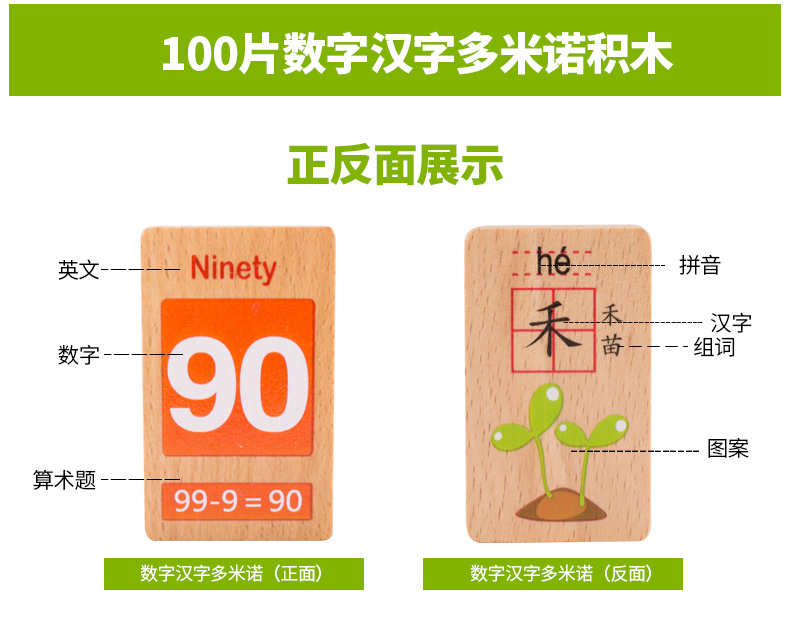 100片数字汉字多米诺积木
正反面展示
英文
Ninety
数字
90
算术题
99-9=90
hé
拼音
禾
汉字
禾苗
组词
图案
数字汉字多米诺（正面）
数字汉字多米诺（反面）